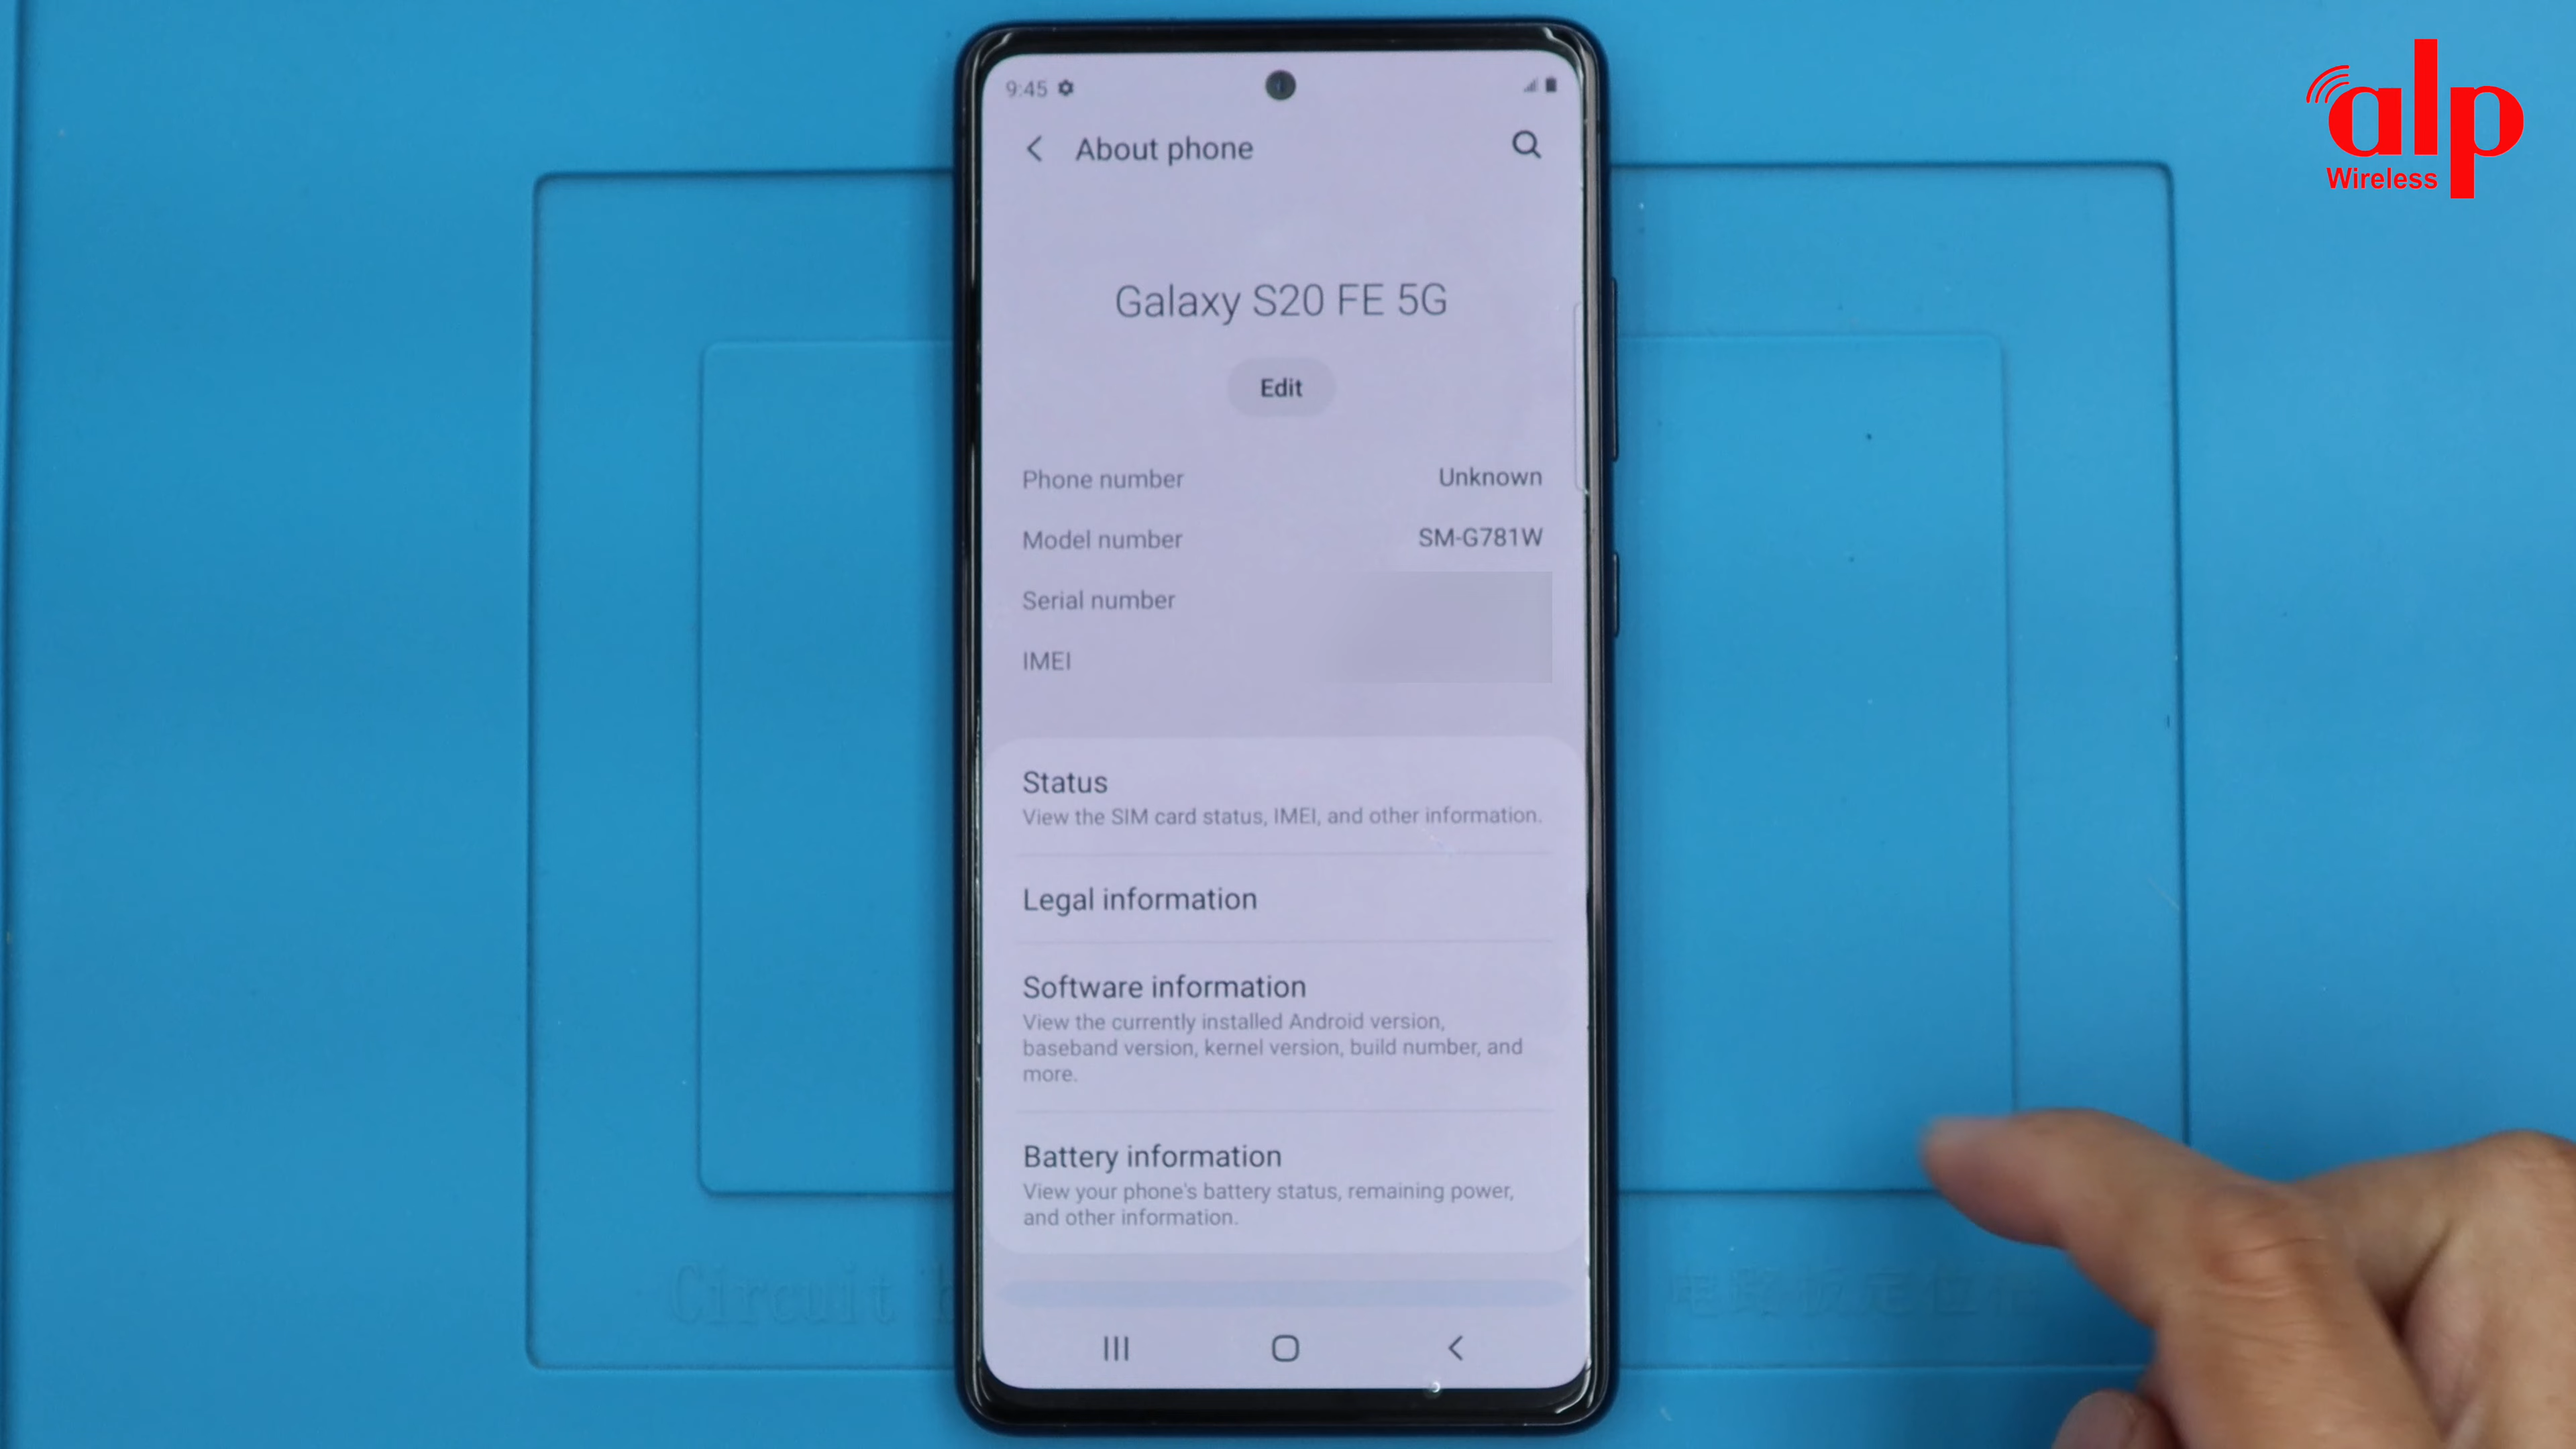 alp
Wireless
9:45
About phone
Galaxy S20 FE 5G
Edit
Phone number Unknown
Model number SM-G781W
Serial number
IMEI
Status
View the SIM card status, IMEI, and other information.
Legal information
Software information
View the currently installed Android version,
baseband version, kernel version, build number, and
more.
Battery information
View your phone's battery status, remaining power,
and other information.
Circuit